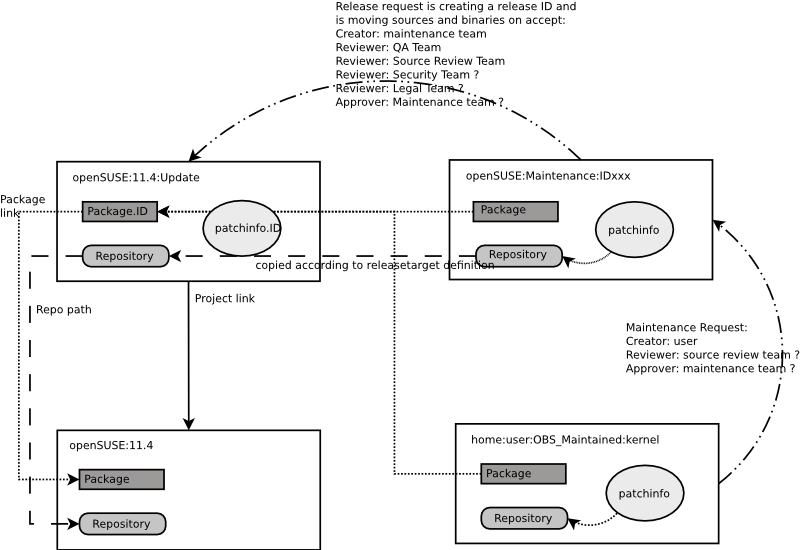 Release request is creating a release ID and
is moving sources and binaries on accept:
Creator: maintenance team
Reviewer: QA Team
Reviewer: Source Review Team
Reviewer: Security Team ?
Reviewer: Legal Team ?
Approver: Maintenance team ?
openSUSE:11.4:Update
Package.ID
patchinfo.ID
Repository
openSUSE:Maintenance:IDxxx
Package
patchinfo
Repository
Package
link
copied according to releasetarget definition
Project link
Repo path
Maintenance Request:
Creator: user
Reviewer: source review team ?
Approver: maintenance team ?
openSUSE:11.4
Package
Repository
home:user:OBS_Maintained:kernel
Package
patchinfo
Repository